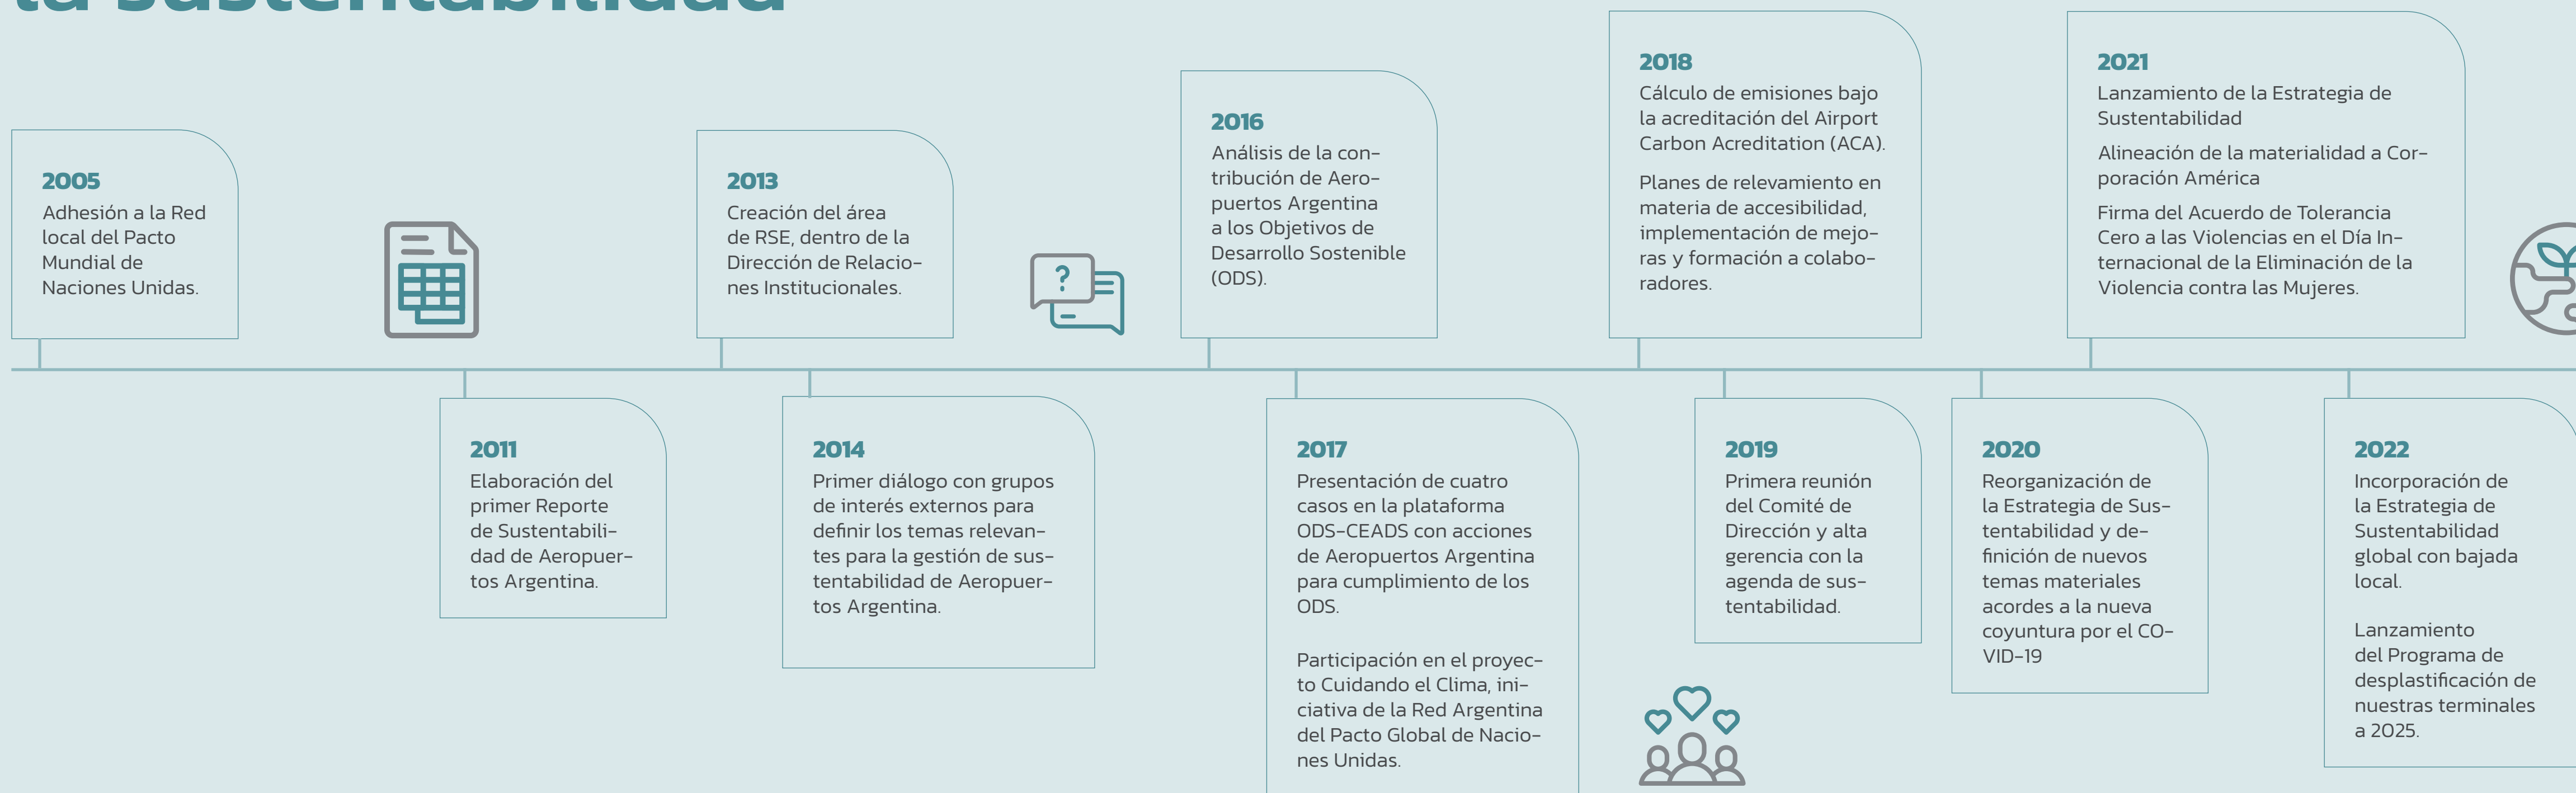 la sustentabilidad
2005
Adhesión a la Red
local del Pacto
Mundial de
Naciones Unidas.
2011
Elaboración del
primer Reporte
de Sustentabili-
dad de Aeropuer-
tos Argentina.
2013
Creación del área
de RSE, dentro de la
Dirección de Relacio-
nes Institucionales.
2014
Primer diálogo con grupos
de interés externos para
definir los temas relevan-
tes para la gestión de sus-
tentabilidad de Aeropuer-
tos Argentina.
?
2016
Análisis de la con-
tribución de Aero-
puertos Argentina
a los Objetivos de
Desarrollo Sostenible
(ODS).
2017
Presentación de cuatro
casos en la plataforma
ODS-CEADS con acciones
de Aeropuertos Argentina
para cumplimiento de los
ODS.
Participación en el proyec-
to Cuidando el Clima, ini-
ciativa de la Red Argentina
del Pacto Global de Nacio-
nes Unidas.
2018
Cálculo de emisiones bajo
la acreditación del Airport
Carbon Acreditation (ACA).
Planes de relevamiento en
materia de accesibilidad,
implementación de mejo-
ras y formación a colabo-
radores.
2019
Primera reunión
del Comité de
Dirección y alta
gerencia con la
agenda de sus-
tentabilidad.
2020
Reorganización de
la Estrategia de Sus-
tentabilidad y de-
finición de nuevos
temas materiales
acordes a la nueva
coyuntura por el CO-
VID-19
2021
Lanzamiento de la Estrategia de
Sustentabilidad
Alineación de la materialidad a Cor-
poración América
Firma del Acuerdo de Tolerancia
Cero a las Violencias en el Día In-
ternacional de la Eliminación de la
Violencia contra las Mujeres.
2022
Incorporación de
la Estrategia de
Sustentabilidad
global con bajada
local.
Lanzamiento
del Programa de
desplastificación de
nuestras terminales
a 2025.